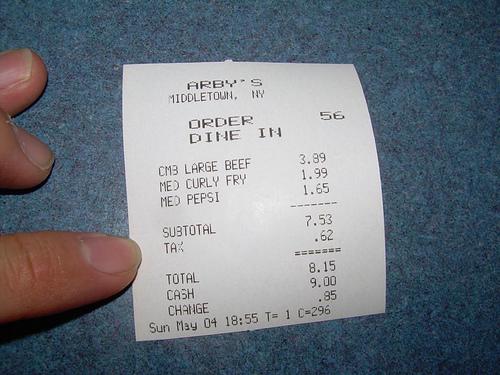 ARBY'S
MIDDLETOWN, NY
ORDER 56
DINE IN
CMB LARGE BEEF 3.89
MED CURLY FRY 1.99
MED PEPSI 1.65
-------
SUBTOTAL 7.53
TAX .62
=======
TOTAL 8.15
CASH 9.00
CHANGE .85
Sun May 04 18:55 T= 1 C=296